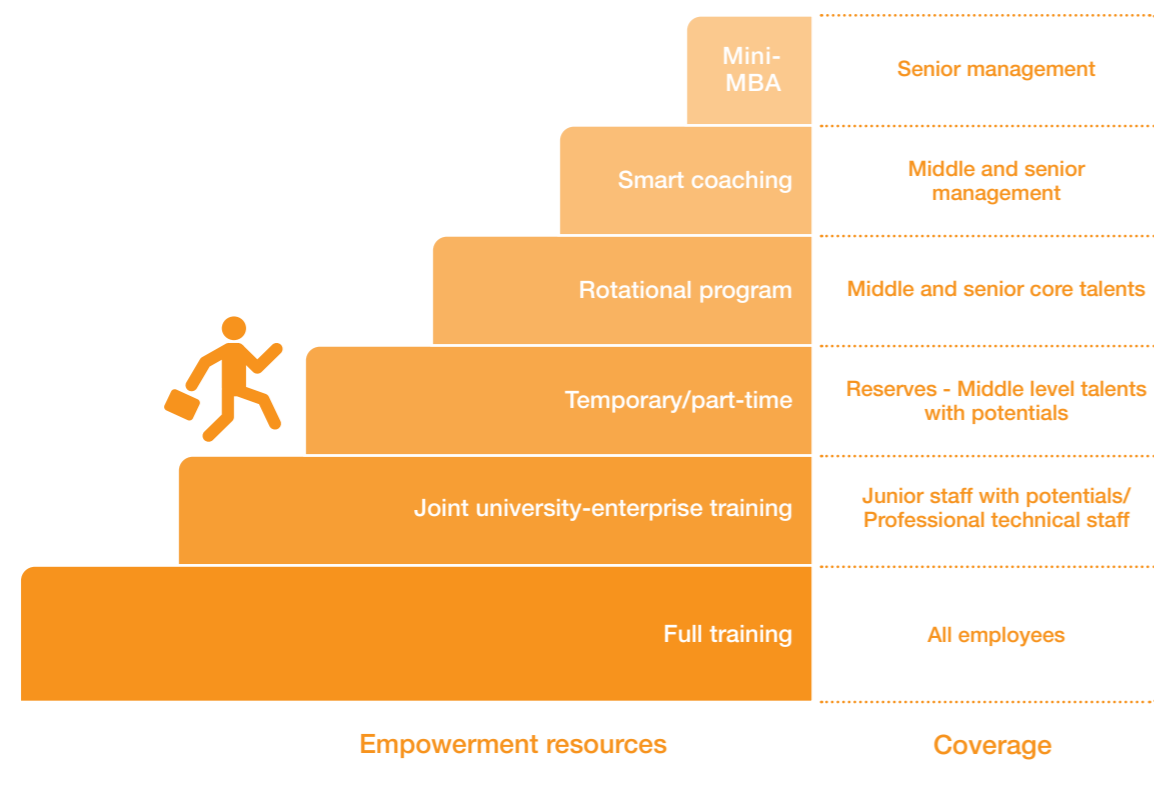 Mini-
MBA
Senior management
Smart coaching
Middle and senior
management
Rotational program
Middle and senior core talents
Temporary/part-time
Reserves - Middle level talents
with potentials
Joint university-enterprise training
Junior staff with potentials/
Professional technical staff
Full training
All employees
Empowerment resources
Coverage